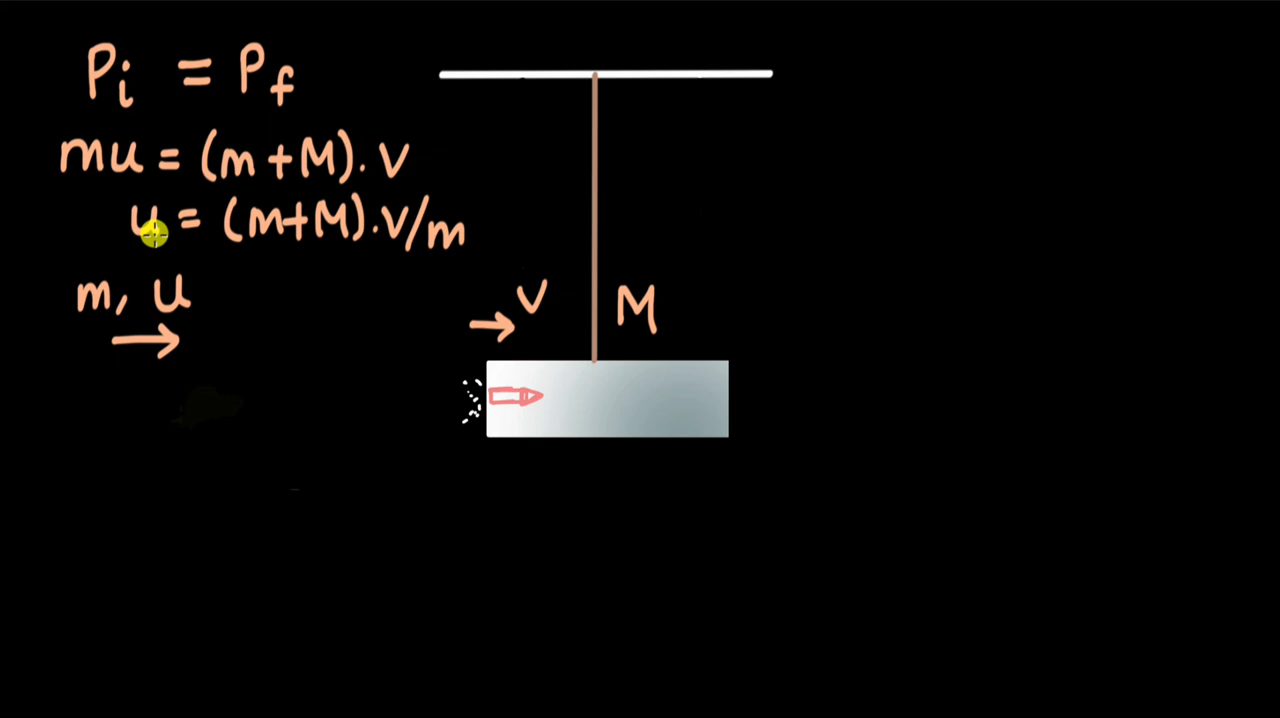 Pi = Pf
mu = (m+M).v
u = (m+M).v/m
m, u
v
M